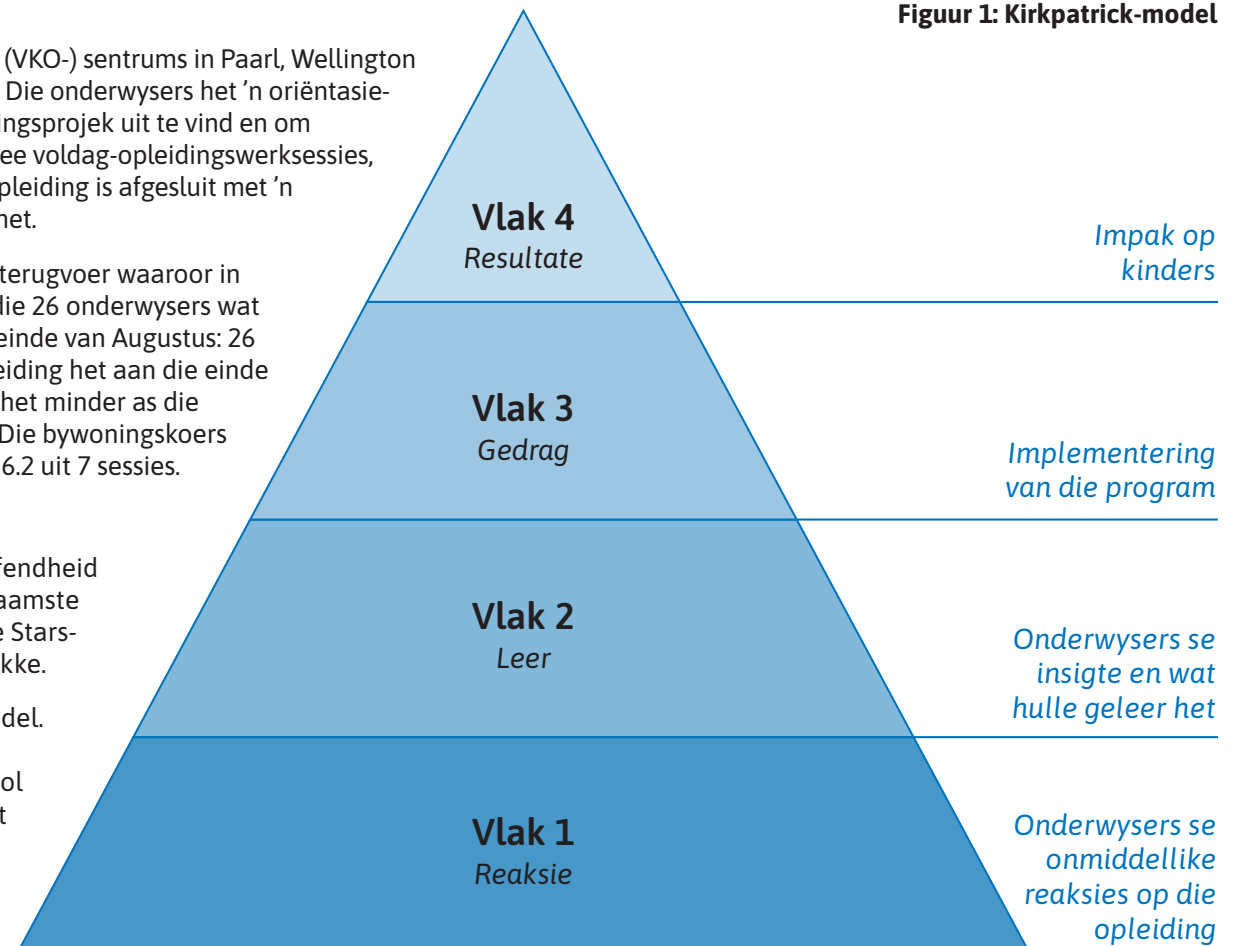 Figuur 1: Kirkpatrick-model
(VKO-) sentrums in Paarl, Wellington
Die onderwysers het ’n oriëntasie-
ingsprojek uit te vind en om
ee voldag-opleidingswerksessies,
pleiding is afgesluit met ’n
net.
terugvoer waaroor in
die 26 onderwysers wat
einde van Augustus: 26
eiding het aan die einde
het minder as die
Die bywoningskoers
6.2 uit 7 sessies.
fendheid
aamste
e Stars-
kke.
del.
ol
t
Vlak 4
Resultate
Impak op
kinders
Vlak 3
Gedrag
Implementering
van die program
Vlak 2
Leer
Onderwysers se
insigte en wat
hulle geleer het
Vlak 1
Reaksie
Onderwysers se
onmiddellike
reaksies op die
opleiding